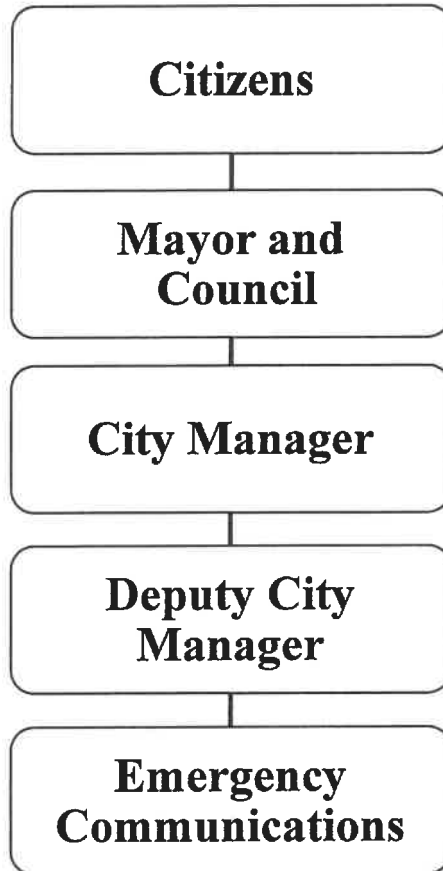 Citizens
Mayor and
Council
City Manager
Deputy City
Manager
Emergency
Communications